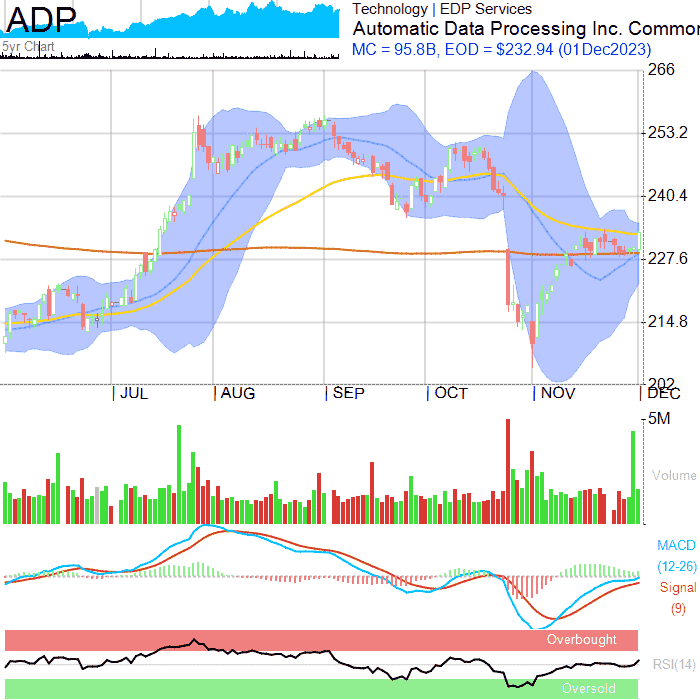 ADP
5yr Chart
Technology | EDP Services
Automatic Data Processing Inc. Common
MC = 95.8B, EOD = $232.94 (01Dec2023)
266
253.2
240.4
227.6
214.8
202
JUL AUG SEP OCT NOV DEC
5M
Volume
MACD
(12-26)
Signal
(9)
Overbought
RSI(14)
Oversold